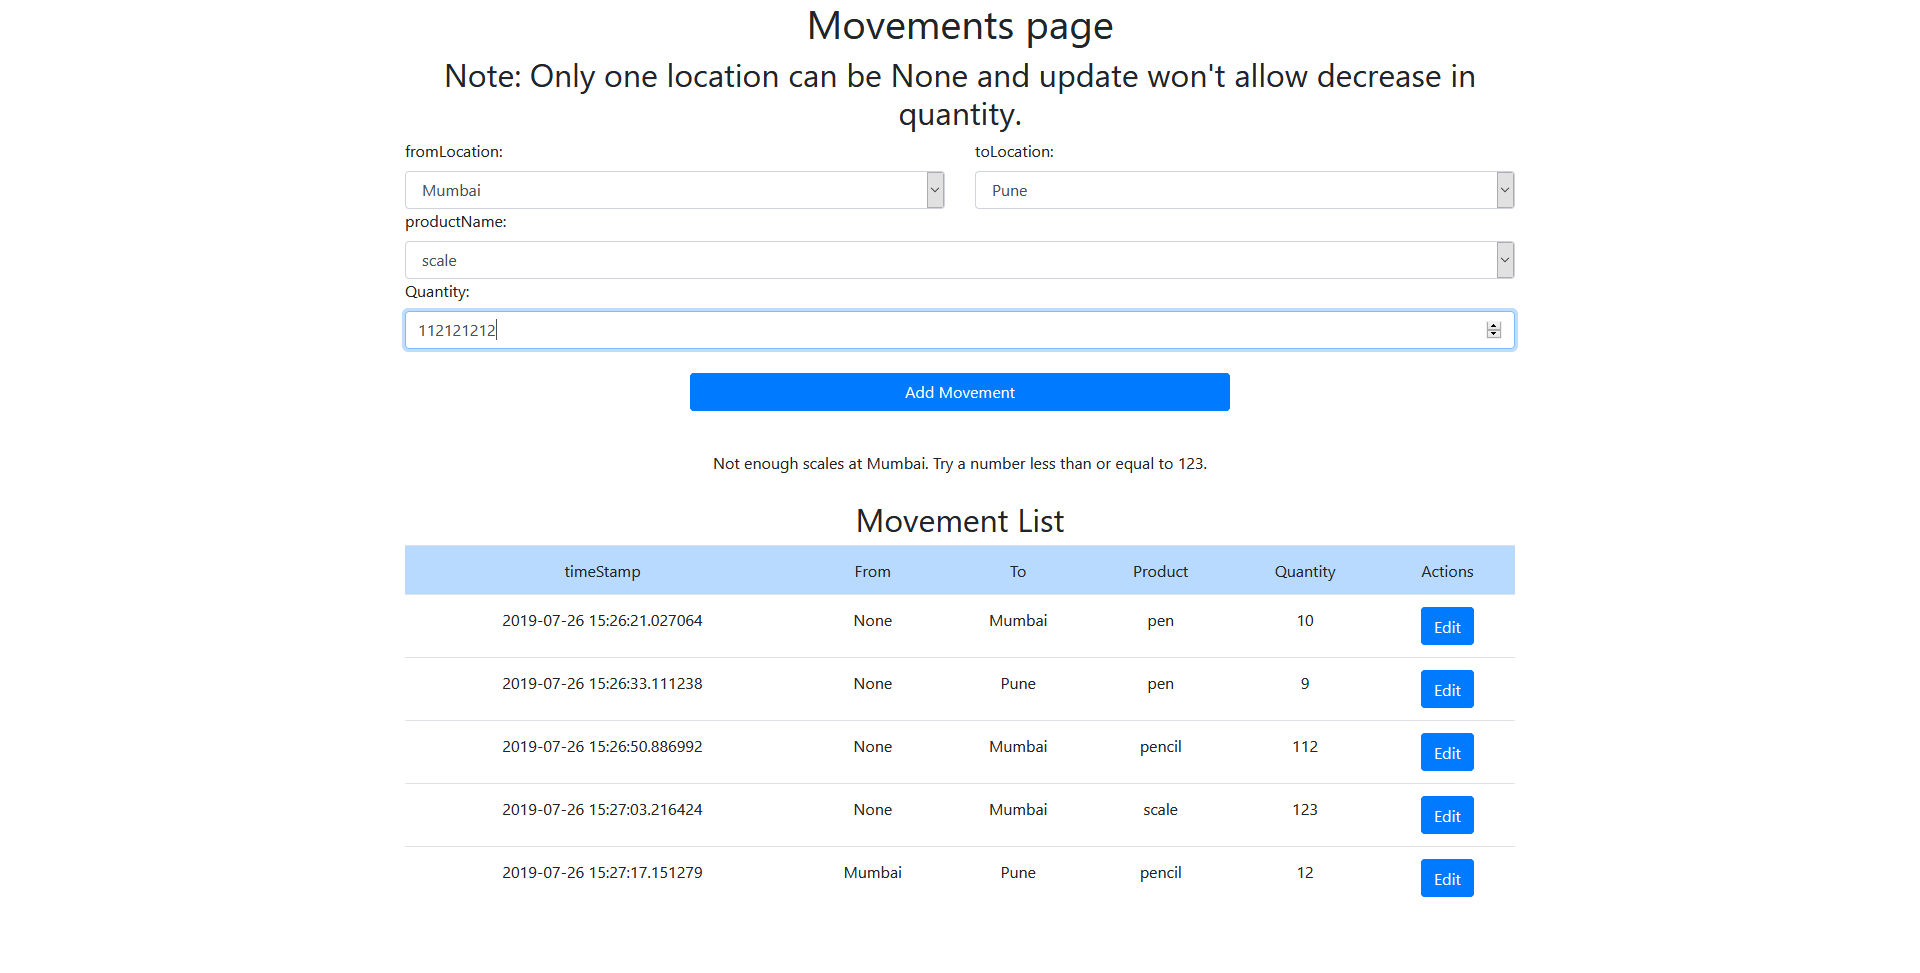 Movements page
Note: Only one location can be None and update won't allow decrease in
quantity.
fromLocation: toLocation:
Mumbai Pune
productName:
scale
Quantity:
112121212
Add Movement
Not enough scales at Mumbai. Try a number less than or equal to 123.
Movement List
timeStamp From To Product Quantity Actions
2019-07-26 15:26:21.027064 None Mumbai pen 10 Edit
2019-07-26 15:26:33.111238 None Pune pen 9 Edit
2019-07-26 15:26:50.886992 None Mumbai pencil 112 Edit
2019-07-26 15:27:03.216424 None Mumbai scale 123 Edit
2019-07-26 15:27:17.151279 Mumbai Pune pencil 12 Edit